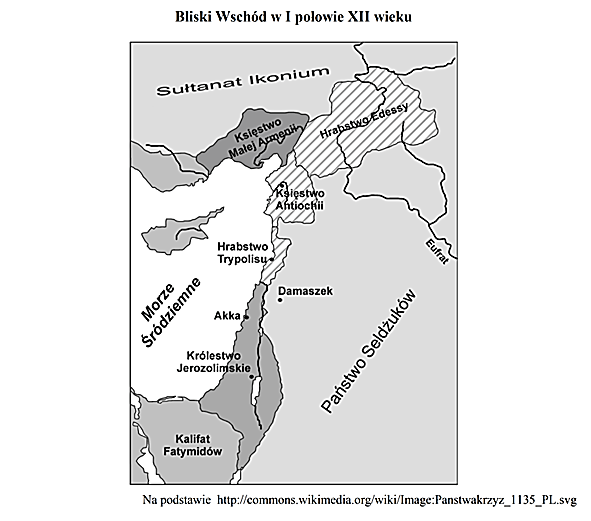 Bliski Wschód w I połowie XII wieku
Sułtanat Ikonium
Księstwo
Małej Armenii
Hrabstwo Edessy
Księstwo
Antiochii
Hrabstwo
Trypolisu
Eufrat
Morze
Śródziemne
Damaszek
Akka
Państwo Seldżuków
Królestwo
Jerozolimskie
Kalifat
Fatymidów
Na podstawie http://commons.wikimedia.org/wiki/Image:Panstwakrzyz_1135_PL.svg